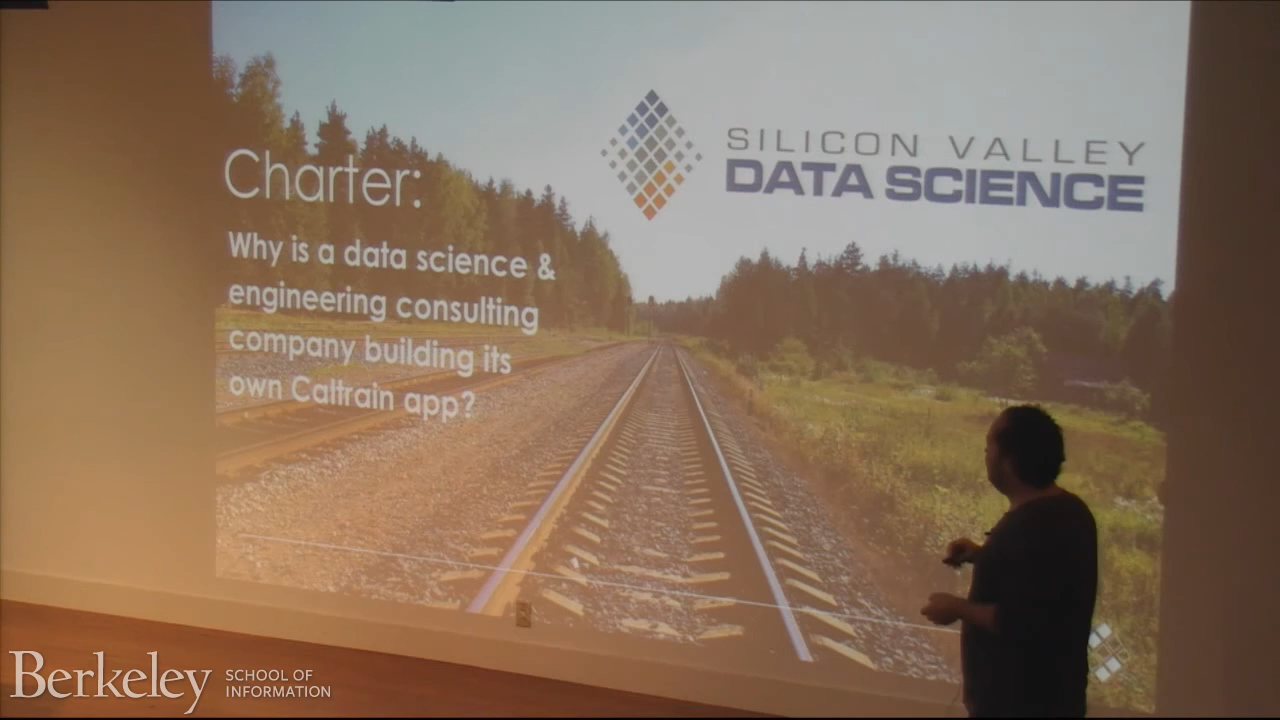 Charter:
Why is a data science &
engineering consulting
company building its
own Caltrain app?
SILICON VALLEY
DATA SCIENCE
Berkeley
SCHOOL OF
INFORMATION